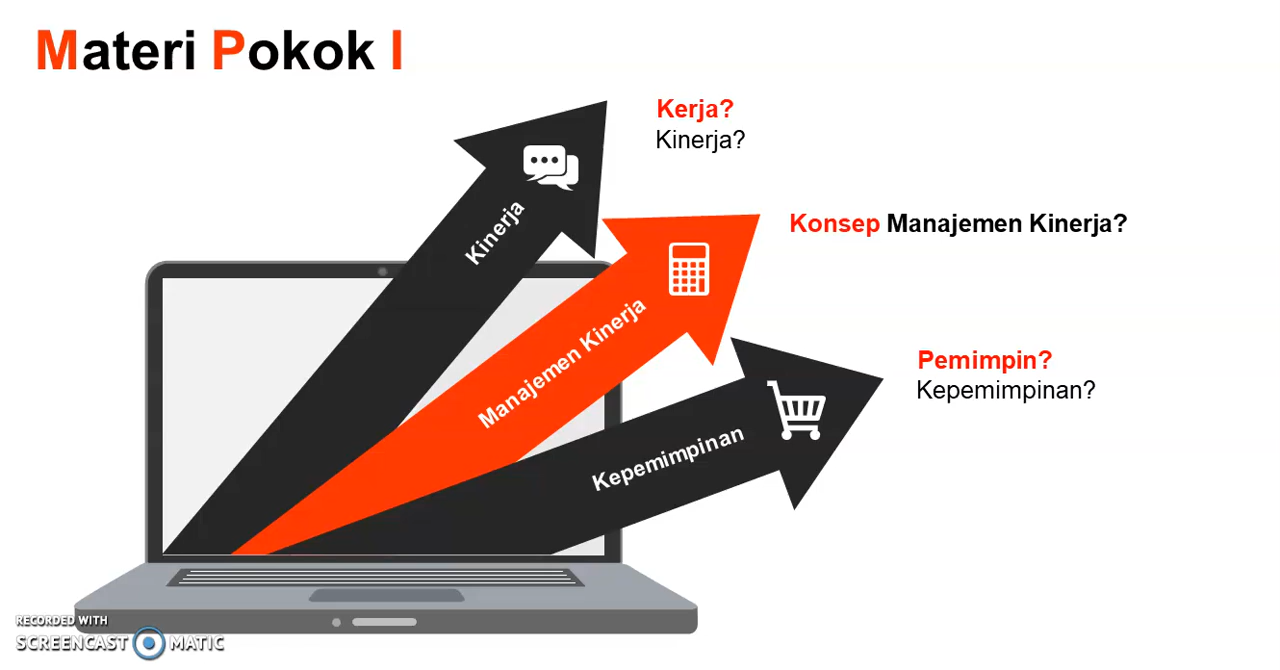 Materi Pokok I
Kerja?
Kinerja?
Kinerja
Konsep Manajemen Kinerja?
Manajemen Kinerja
Pemimpin?
Kepemimpinan?
Kepemimpinan
RECORDED WITH
SCREENCAST MATIC